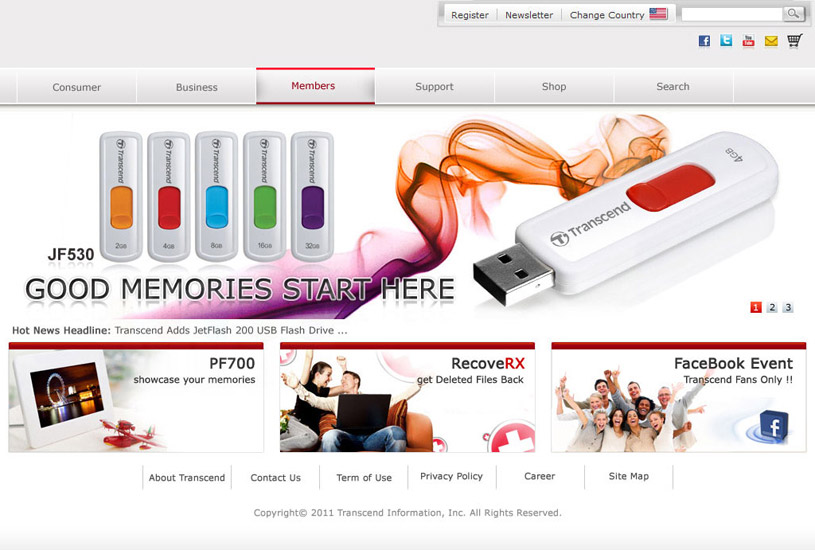 Register Newsletter Change Country
You Tube
Consumer Business Members Support Shop Search
Transcend Transcend Transcend Transcend Transcend
2GB 4GB 8GB 16GB 32GB
4GB
Transcend
JF530
GOOD MEMORIES START HERE
1 2 3
Hot News Headline: Transcend Adds JetFlash 200 USB Flash Drive ...
PF700
showcase your memories
RecoveRX
get Deleted Files Back
FaceBook Event
Transcend Fans Only !!
About Transcend Contact Us Term of Use Privacy Policy Career Site Map
Copyright© 2011 Transcend Information, Inc. All Rights Reserved.